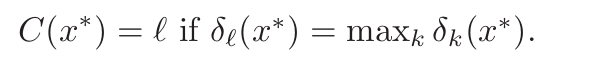 C(x*) = ℓ if δ_ℓ(x*) = max_k δ_k(x*).